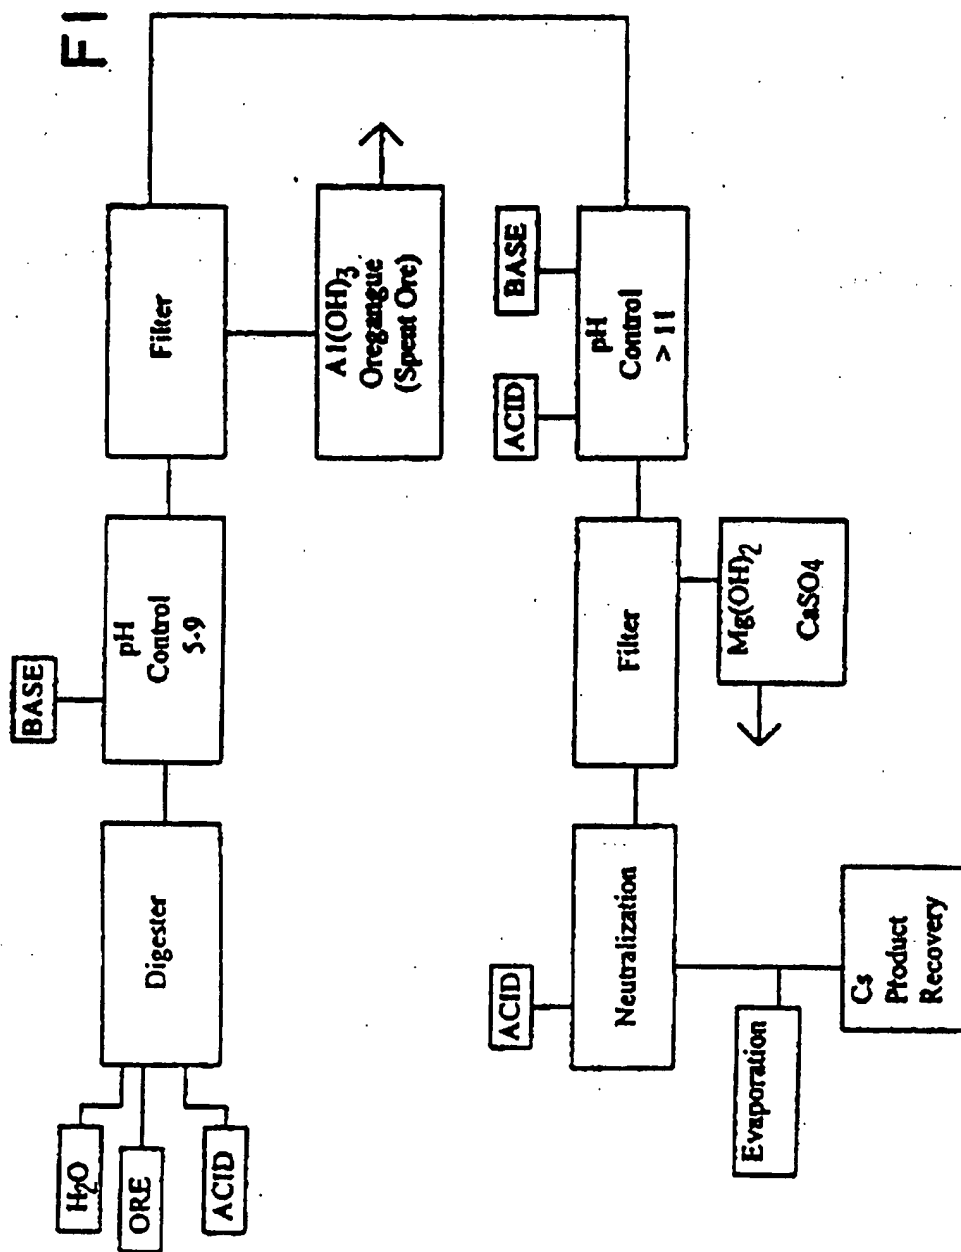 F I
H2O
ORE
ACID
Digester
BASE
pH
Control
5-9
Filter
Al(OH)3
Oregangue
(Spent Ore)
ACID
BASE
pH
Control
> 11
Filter
Mg(OH)2
CaSO4
ACID
Neutralization
Evaporation
Cs
Product
Recovery